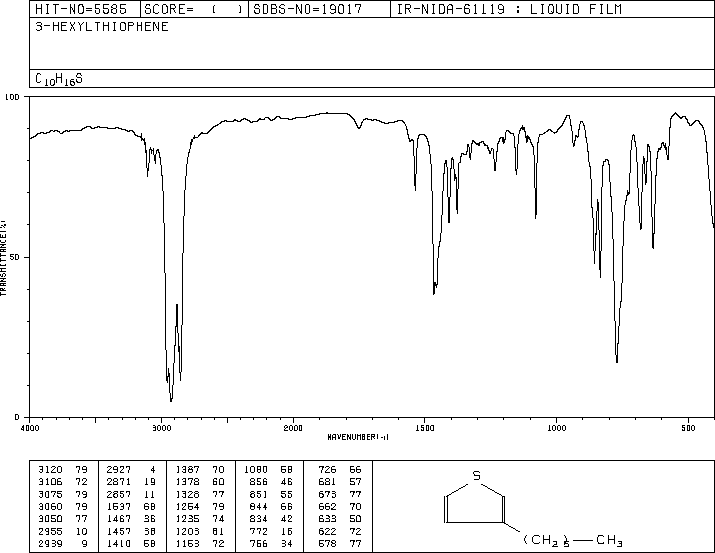 HIT-NO=5585 SCORE= ( ) SDBS-NO=19017 IR-NIDA-61119 : LIQUID FILM
3-HEXYLTHIOPHENE
C10H16S
100
50
0
TRANSMITTANCE(%)
4000 3000 2000 1500 1000 500
WAVENUMBER(-1)
3120 79 2927 4 1387 70 1080 58 726 66
3106 72 2871 19 1378 60 856 46 681 57
3075 79 2857 11 1328 77 851 55 673 77
3060 79 1537 68 1254 79 844 66 662 70
3050 77 1467 36 1235 74 834 42 633 50
2955 10 1457 38 1203 81 772 16 622 72
2939 9 1410 58 1153 72 766 34 578 77
S
(CH2)5 CH3